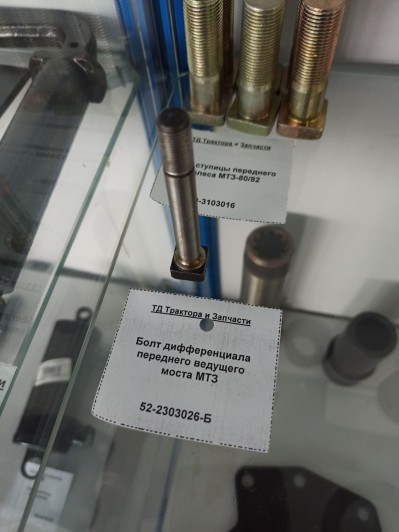 ТД Трактора и Запчасти
ступицы переднего
колеса МТЗ-80/82
-3103016
ТД Трактора и Запчасти
Болт дифференциала
переднего ведущего
моста МТЗ
52-2303026-Б